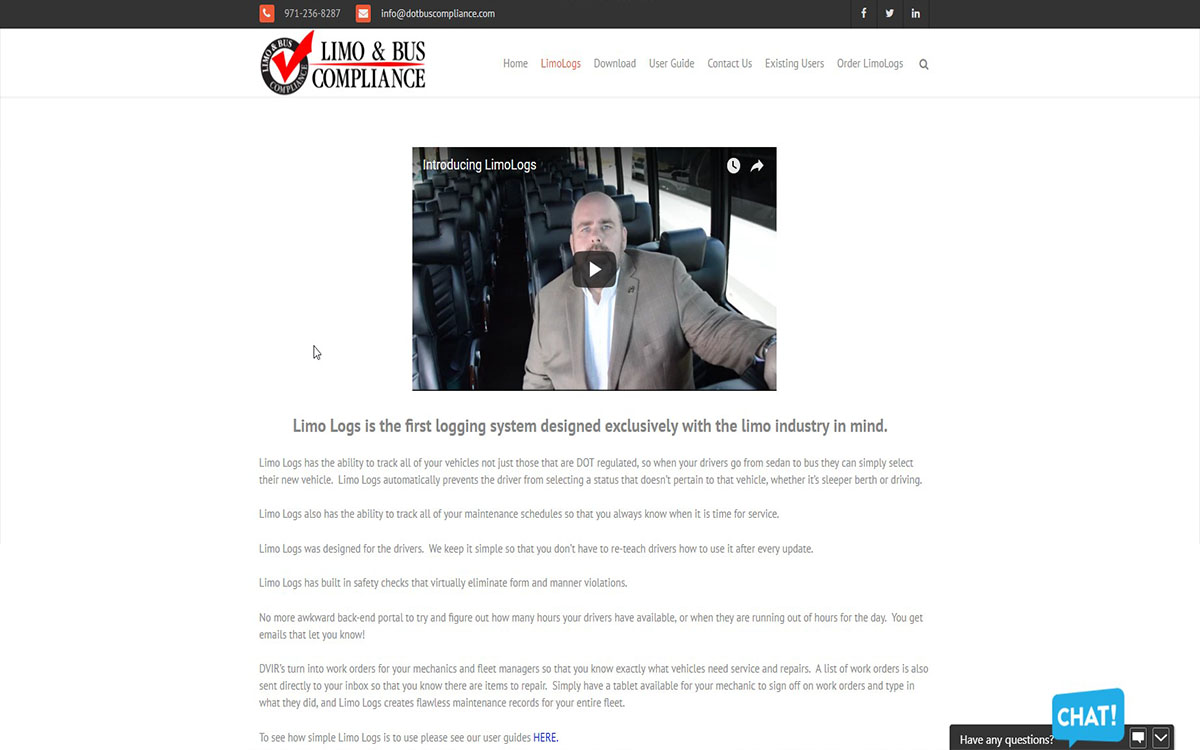 971-236-8287 info@dotbuscompliance.com
LIMO & BUS COMPLIANCE
LIMO & BUS
COMPLIANCE
Home LimoLogs Download User Guide Contact Us Existing Users Order LimoLogs
Introducing LimoLogs
Limo Logs is the first logging system designed exclusively with the limo industry in mind.
Limo Logs has the ability to track all of your vehicles not just those that are DOT regulated, so when your drivers go from sedan to bus they can simply select
their new vehicle. Limo Logs automatically prevents the driver from selecting a status that doesn't pertain to that vehicle, whether it's sleeper berth or driving.
Limo Logs also has the ability to track all of your maintenance schedules so that you always know when it is time for service.
Limo Logs was designed for the drivers. We keep it simple so that you don't have to re-teach drivers how to use it after every update.
Limo Logs has built in safety checks that virtually eliminate form and manner violations.
No more awkward back-end portal to try and figure out how many hours your drivers have available, or when they are running out of hours for the day. You get
emails that let you know!
DVIR's turn into work orders for your mechanics and fleet managers so that you know exactly what vehicles need service and repairs. A list of work orders is also
sent directly to your inbox so that you know there are items to repair. Simply have a tablet available for your mechanic to sign off on work orders and type in
what they did, and Limo Logs creates flawless maintenance records for your entire fleet.
To see how simple Limo Logs is to use please see our user guides HERE.
CHAT!
Have any questions?